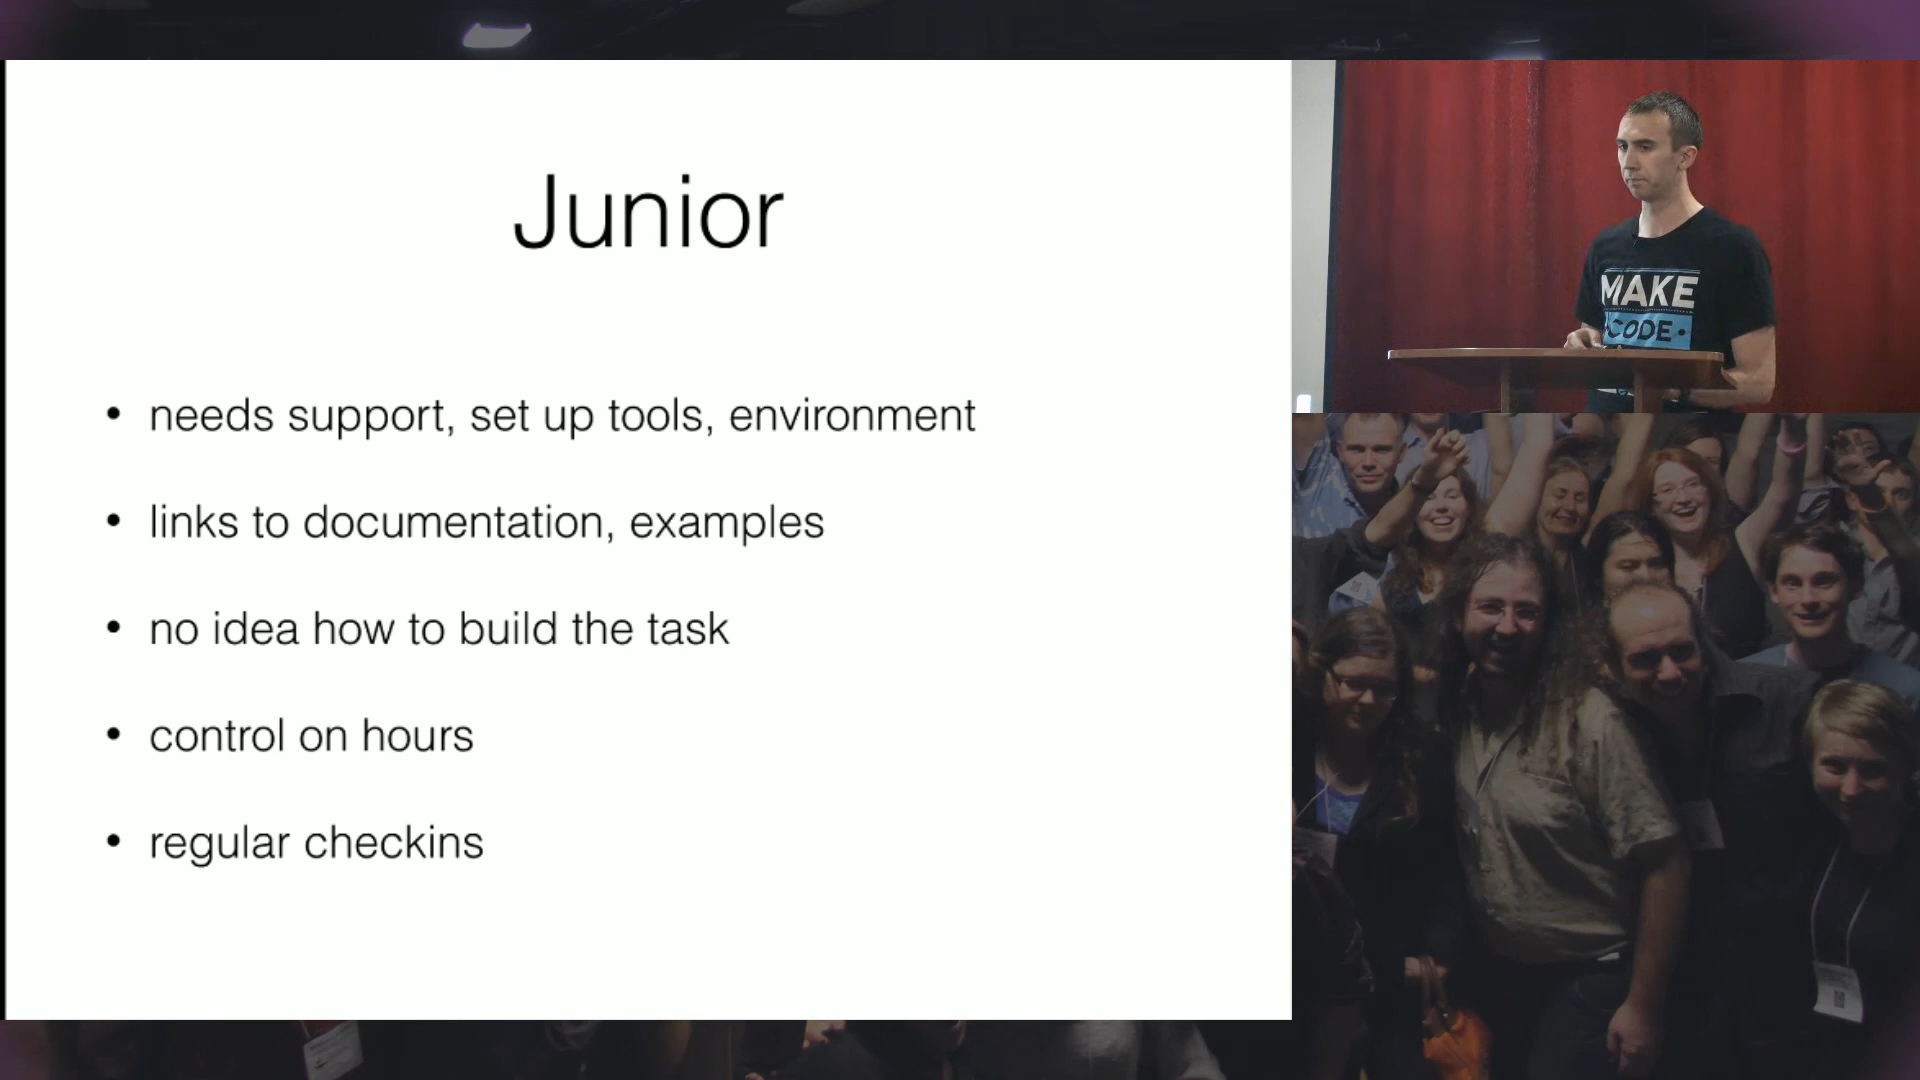 Junior
• needs support, set up tools, environment
• links to documentation, examples
• no idea how to build the task
• control on hours
• regular checkins
MAKE
CODE